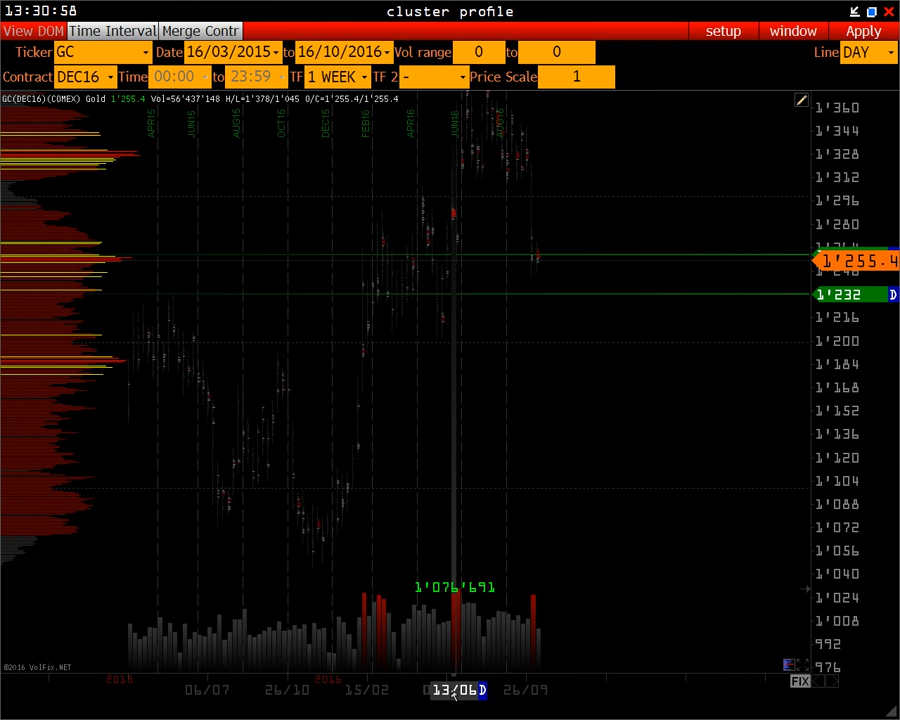 13:30:58 cluster profile
View DOM Time Interval Merge Contr setup window Apply
Ticker GC Date 16/03/2015 to 16/10/2016 Vol range 0 to 0 Line DAY
Contract DEC16 Time 00:00 to 23:59 TF 1 WEEK TF 2 - Price Scale 1
GC(DEC16)(COMEX) Gold 1'255.4 Vol=56'437'148 H/L=1'378/1'045 O/C=1'255.4/1'255.4
APR15 JUN15 AUG15 OCT15 DEC15 FEB16 APR16 JUN16 AUG16
1'360
1'344
1'328
1'312
1'296
1'280
1'255.4
1'232 D
1'216
1'200
1'184
1'168
1'152
1'136
1'120
1'104
1'088
1'072
1'056
1'040
1'076'691
1'024
1'008
992
©2016 VolFix.NET
976
2015 2016 FIX
06/07 26/10 15/02 13/06 D 26/09